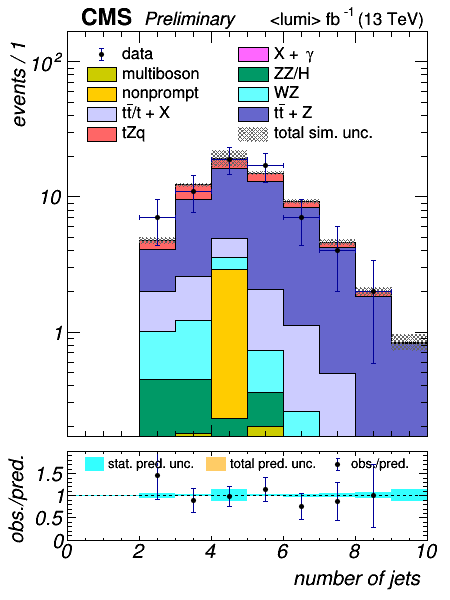 CMS Preliminary <lumi> fb⁻¹ (13 TeV)
events / 1
10²
10
1
data
multiboson
nonprompt
tt̄/t + X
tZq
X + γ
ZZ/H
WZ
tt̄ + Z
total sim. unc.
obs./pred.
1.5
1
0.5
0
stat. pred. unc.
total pred. unc.
obs./pred.
0 2 4 6 8 10
number of jets